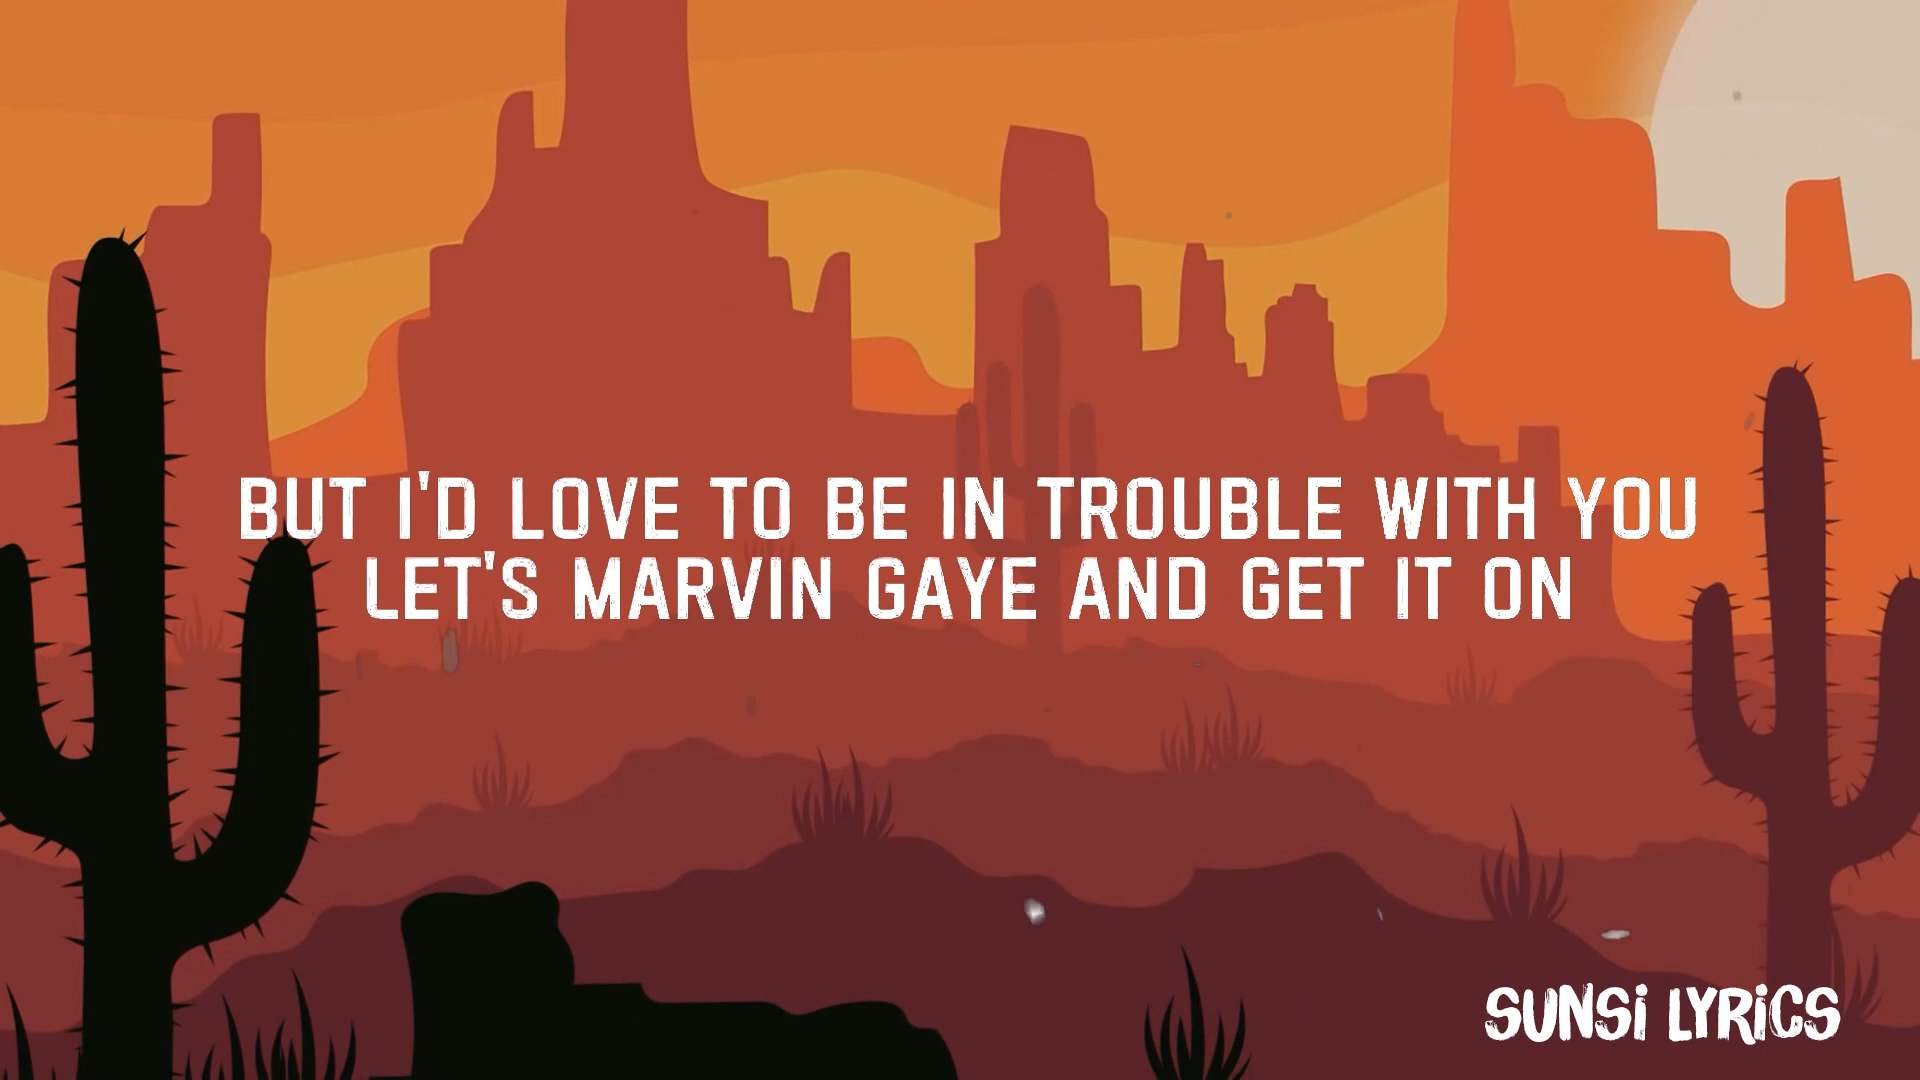 BUT I'D LOVE TO BE IN TROUBLE WITH YOU
LET'S MARVIN GAYE AND GET IT ON
SUNSi LYRiCS